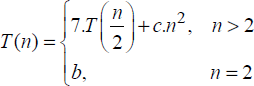 T(n) = { 7.T(n/2) + c.n², n > 2
b, n = 2